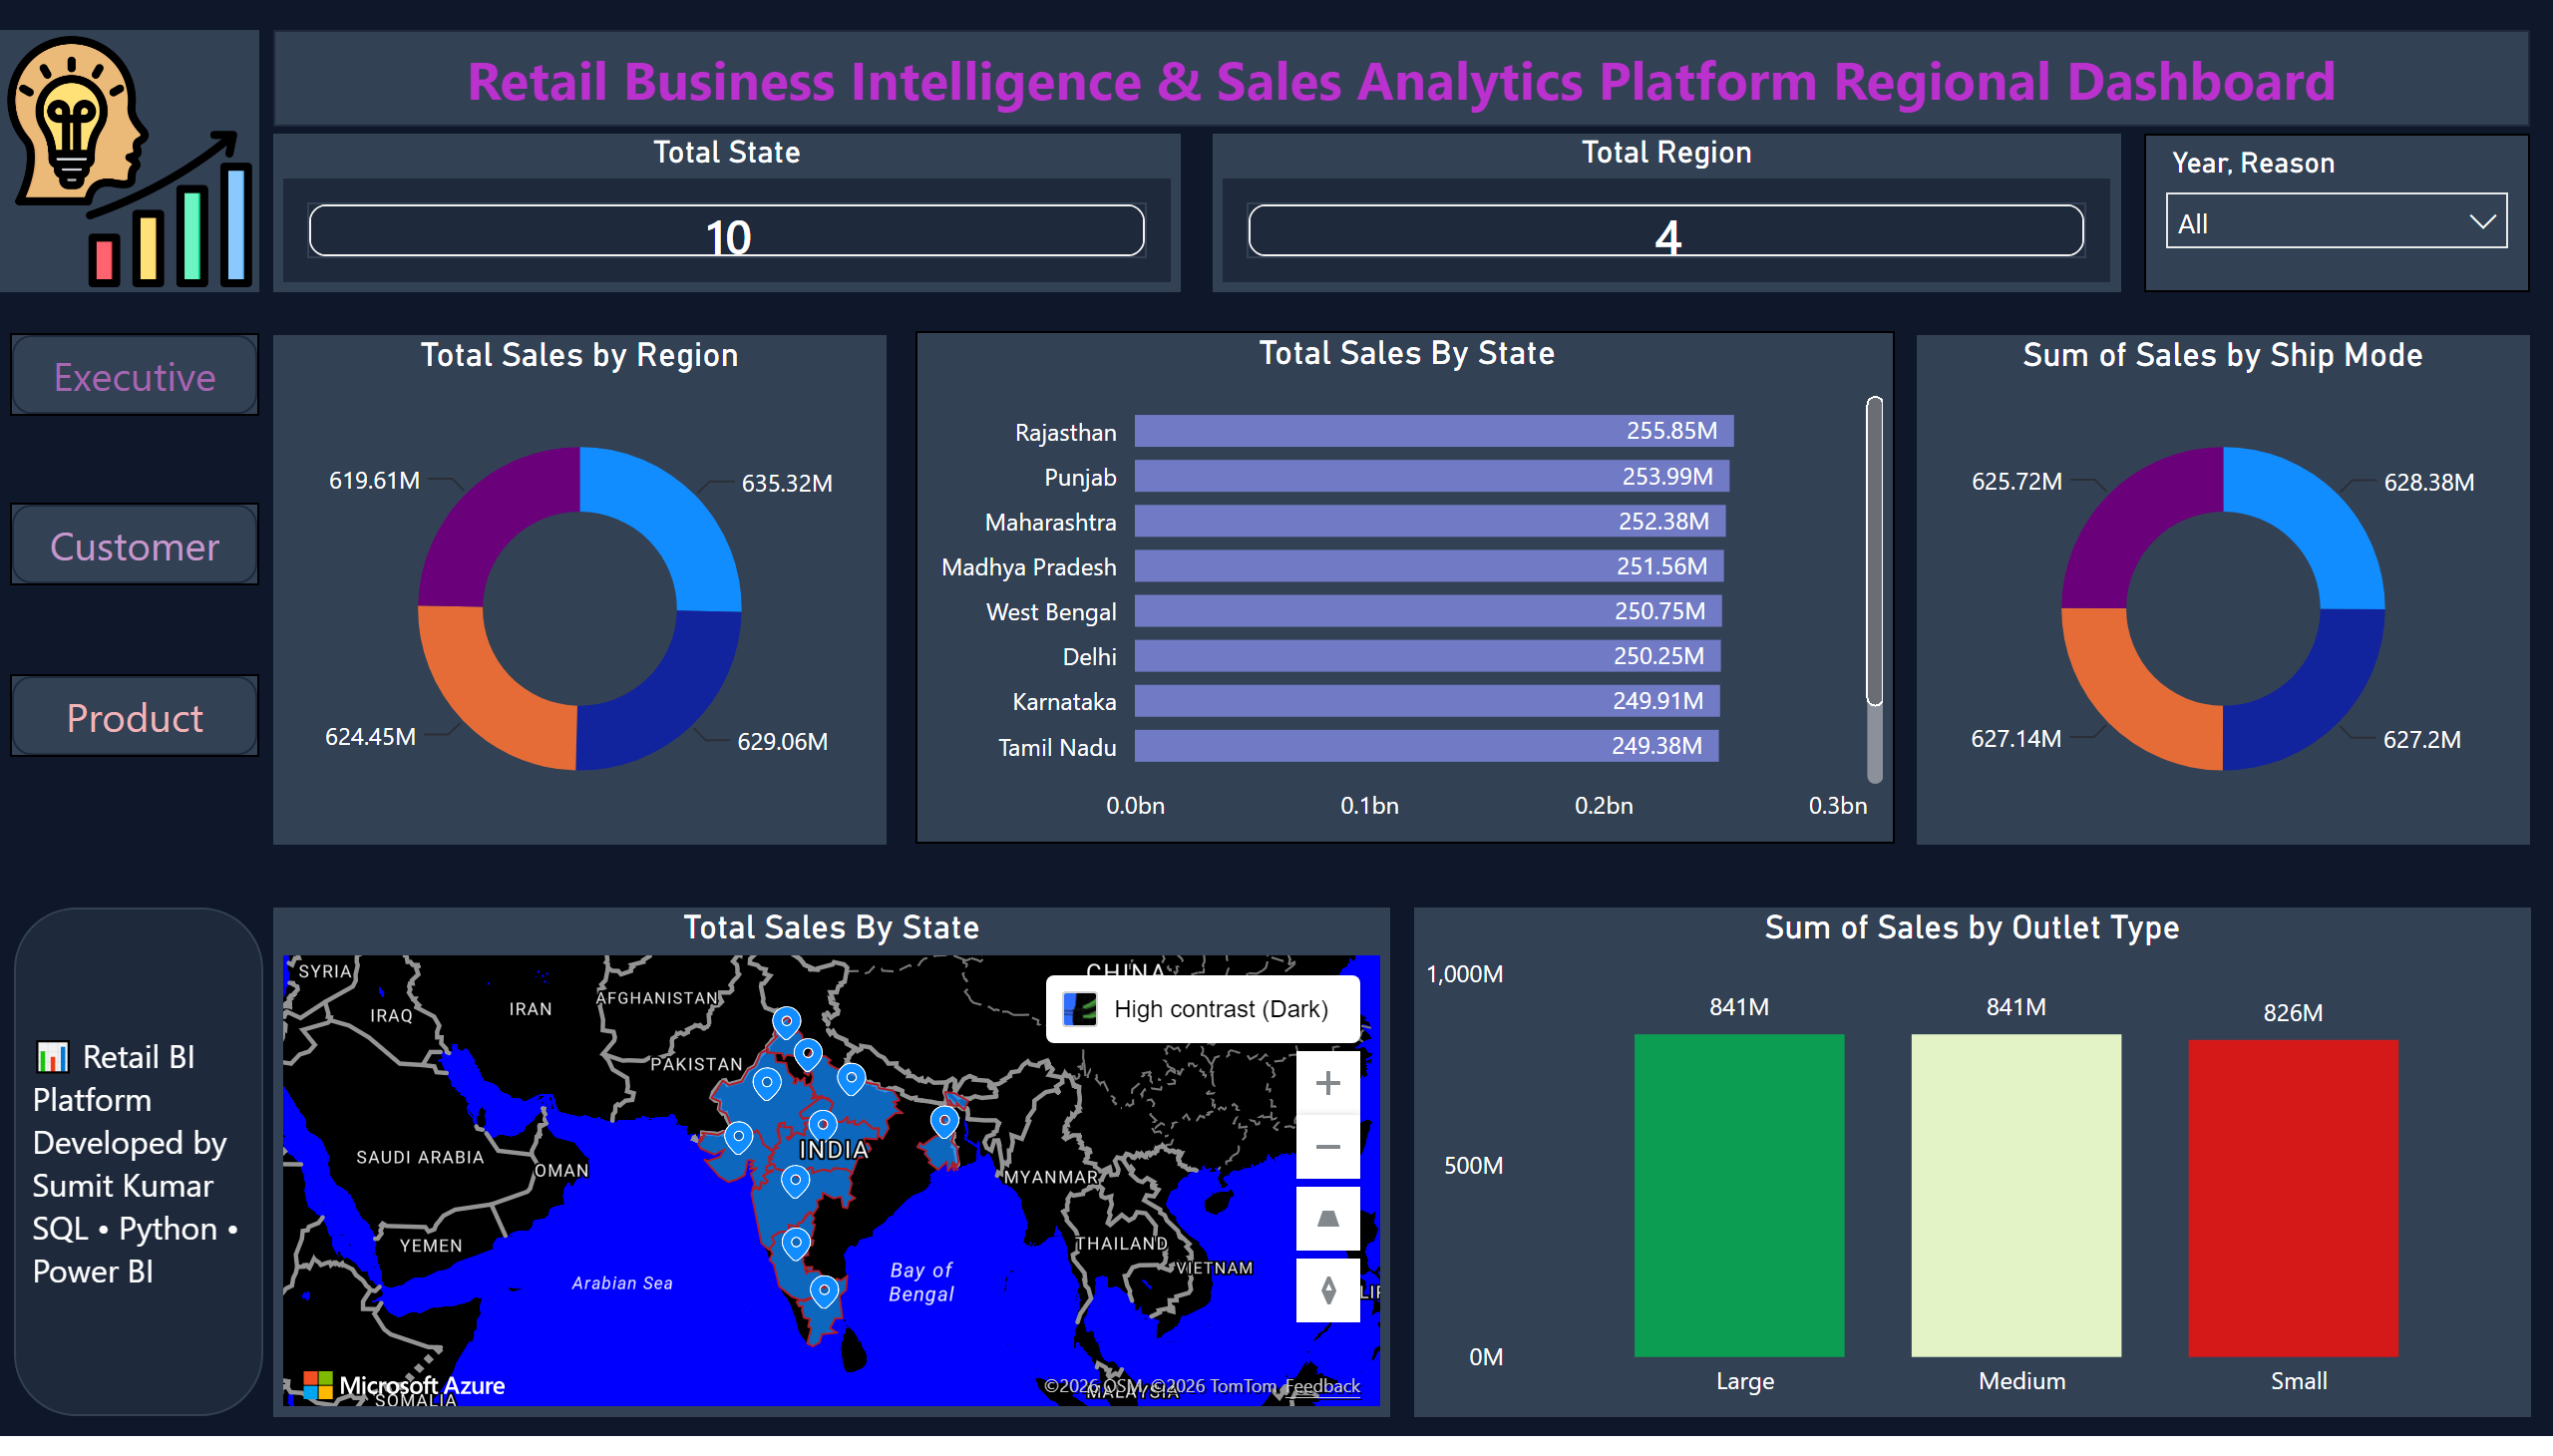 Retail Business Intelligence & Sales Analytics Platform Regional Dashboard
Total State
10
Total Region
4
Year, Reason
All
Executive
Customer
Product
Total Sales by Region
619.61M
635.32M
624.45M
629.06M
Total Sales By State
Rajasthan 255.85M
Punjab 253.99M
Maharashtra 252.38M
Madhya Pradesh 251.56M
West Bengal 250.75M
Delhi 250.25M
Karnataka 249.91M
Tamil Nadu 249.38M
0.0bn 0.1bn 0.2bn 0.3bn
Sum of Sales by Ship Mode
625.72M
628.38M
627.14M
627.2M
📊 Retail BI
Platform
Developed by
Sumit Kumar
SQL • Python •
Power BI
Total Sales By State
SYRIA
CHINA
IRAQ
IRAN
AFGHANISTAN
High contrast (Dark)
PAKISTAN
INDIA
SAUDI ARABIA
OMAN
MYANMAR
YEMEN
THAILAND
VIETNAM
Arabian Sea
Bay of
Bengal
Microsoft Azure
SOMALIA
MALAYSIA
©2026 OSM ©2026 TomTom Feedback
Sum of Sales by Outlet Type
1,000M
500M
0M
841M 841M 826M
Large Medium Small